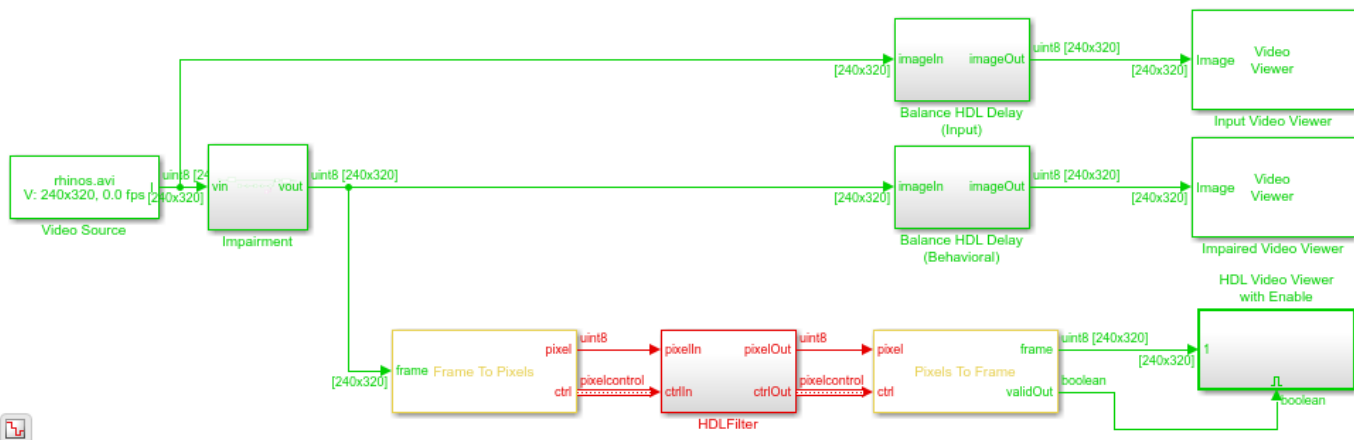 imageIn imageOut
uint8 [240x320]
[240x320]
[240x320]
Image
Video
Viewer
Balance HDL Delay
(Input)
Input Video Viewer
rhinos.avi
V: 240x320, 0.0 fps
I
Video Source
uint8 [24
[240x320]
vin vout
Impairment
uint8 [240x320]
imageIn imageOut
uint8 [240x320]
[240x320]
[240x320]
Image
Video
Viewer
Balance HDL Delay
(Behavioral)
Impaired Video Viewer
HDL Video Viewer
with Enable
[240x320]
frame Frame To Pixels
pixel
ctrl
uint8
pixelcontrol
pixelIn pixelOut
ctrlIn ctrlOut
HDLFilter
uint8
pixelcontrol
pixel
ctrl
Pixels To Frame
frame
validOut
uint8 [240x320]
[240x320]
boolean
1
boolean